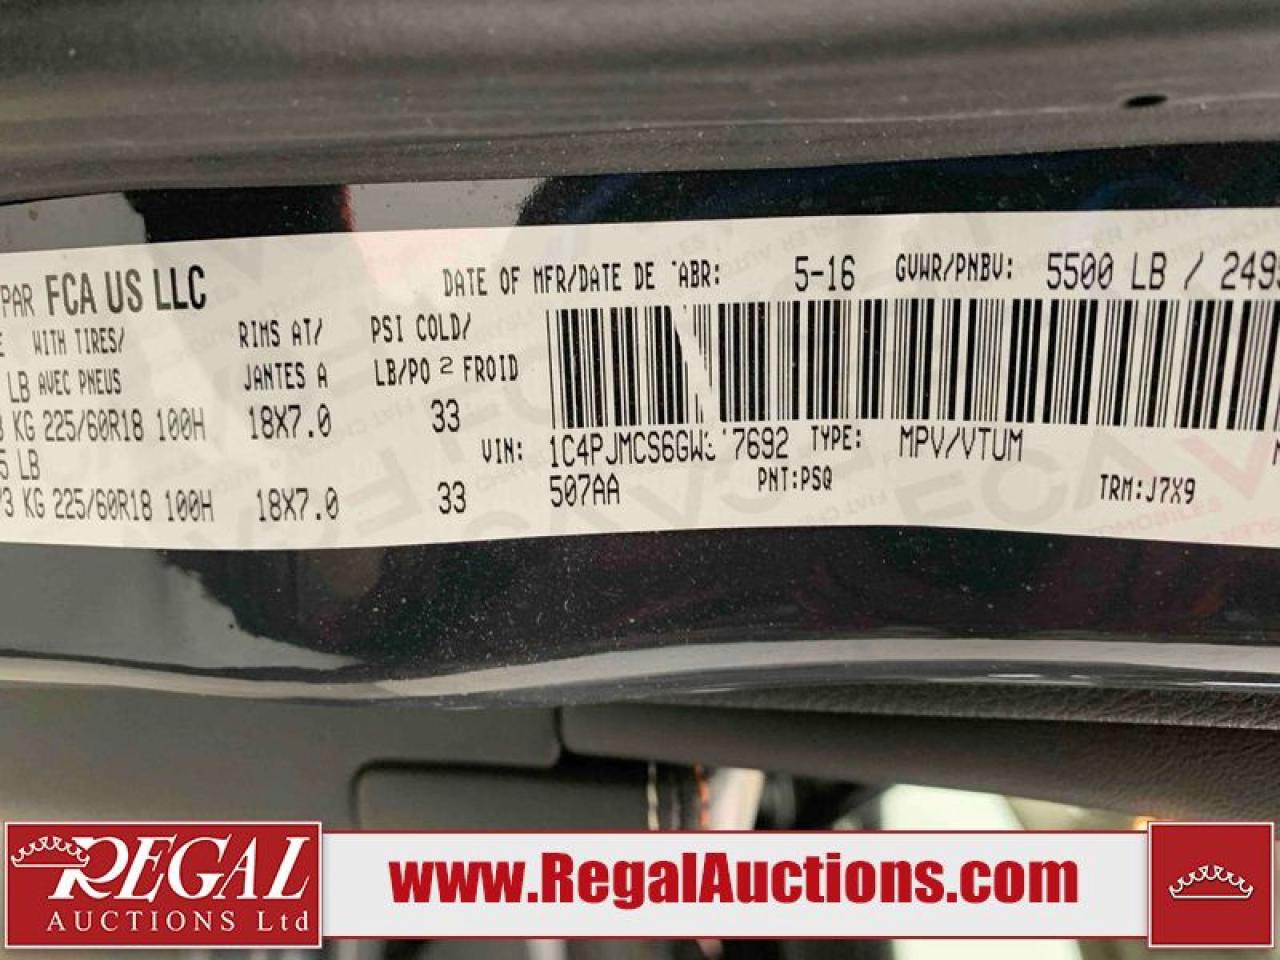 PAR FCA US LLC
DATE OF MFR/DATE DE ABR: 5-16 GVWR/PNBV: 5500 LB /
WITH TIRES/ RIMS AT/ PSI COLD/
LB AVEC PNEUS JANTES A LB/PO 2 FROID
KG 225/60R18 100H 18X7.0 33
VIN: 7692 TYPE: MPV/VTUM
LB
507AA PNT:PSQ TRM:J7X9
KG 225/60R18 100H 18X7.0 33
REGAL
AUCTIONS Ltd
www.RegalAuctions.com